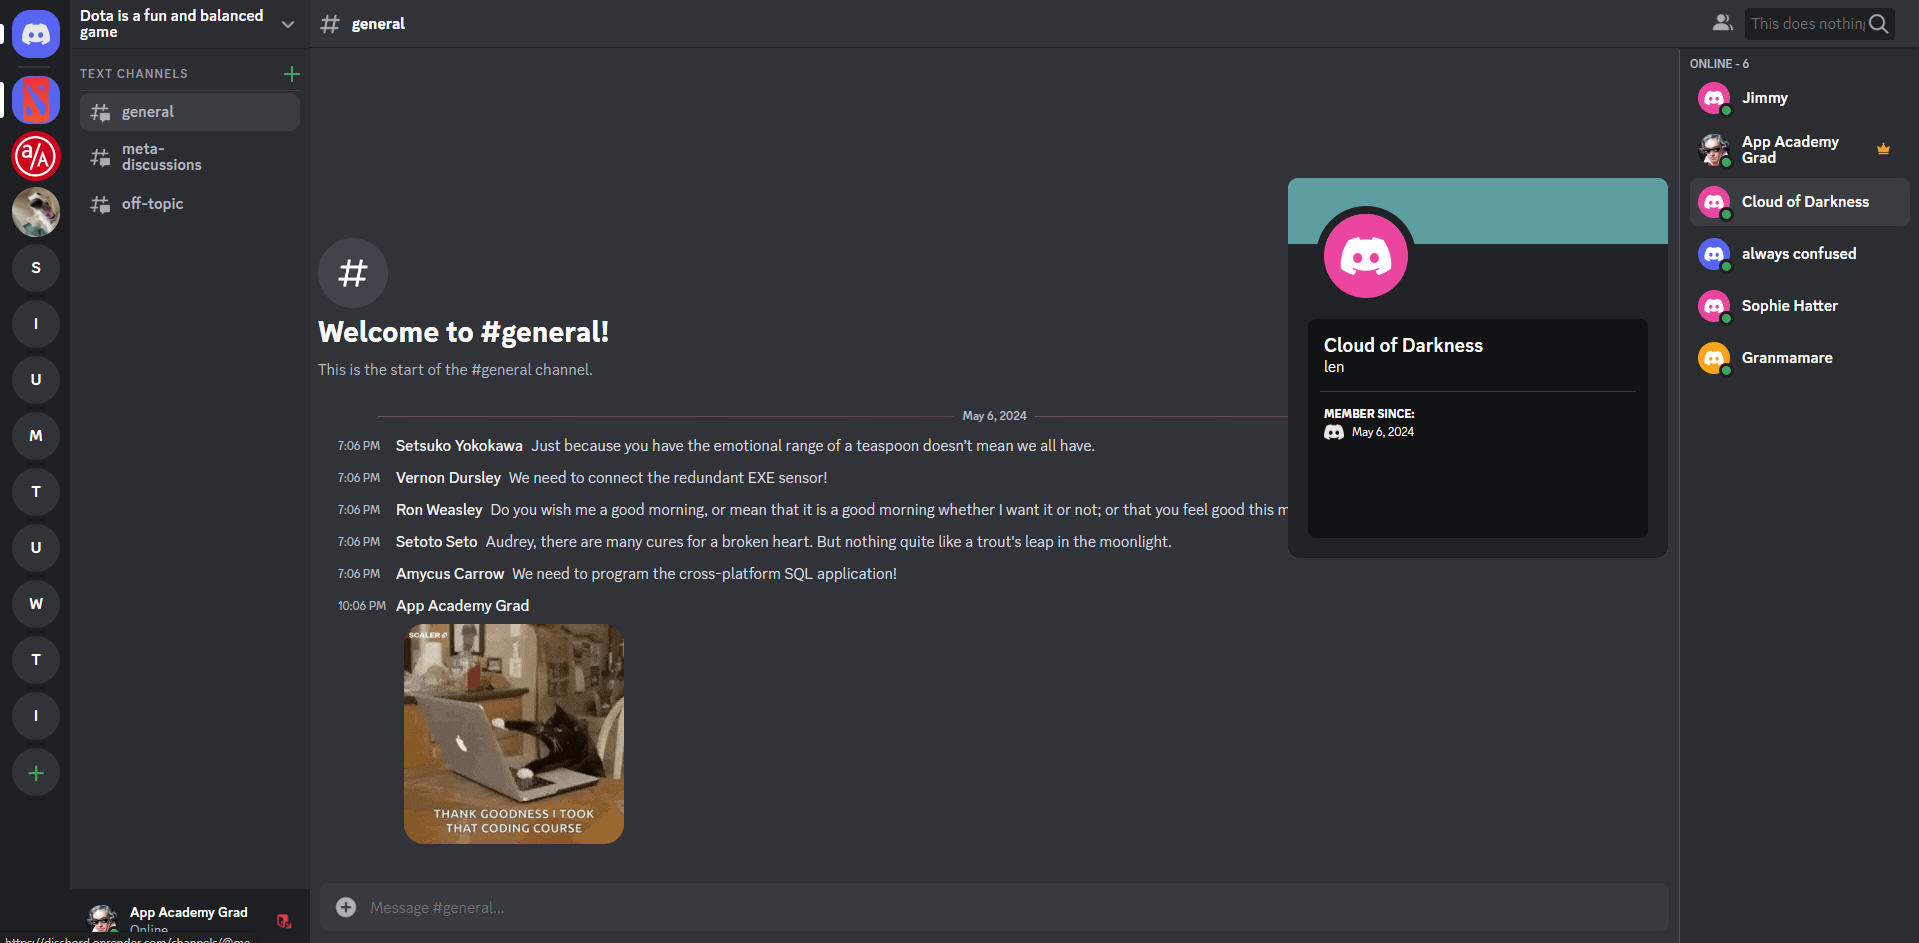 Dota is a fun and balanced
game
general
This does nothing
TEXT CHANNELS
general
meta-
discussions
off-topic
a/A
S
I
U
M
T
U
W
T
I
Welcome to #general!
This is the start of the #general channel.
May 6, 2024
7:06 PM Setsuko Yokokawa Just because you have the emotional range of a teaspoon doesn't mean we all have.
7:06 PM Vernon Dursley We need to connect the redundant EXE sensor!
7:06 PM Ron Weasley Do you wish me a good morning, or mean that it is a good morning whether I want it or not; or that you feel good this m
7:06 PM Setoto Seto Audrey, there are many cures for a broken heart. But nothing quite like a trout's leap in the moonlight.
7:06 PM Amycus Carrow We need to program the cross-platform SQL application!
10:06 PM App Academy Grad
SCALER
THANK GOODNESS I TOOK
THAT CODING COURSE
Message #general...
Cloud of Darkness
len
MEMBER SINCE:
May 6, 2024
ONLINE - 6
Jimmy
App Academy
Grad
Cloud of Darkness
always confused
Sophie Hatter
Granmamare
App Academy Grad
Online
https://dischord.onrender.com/channels/@me